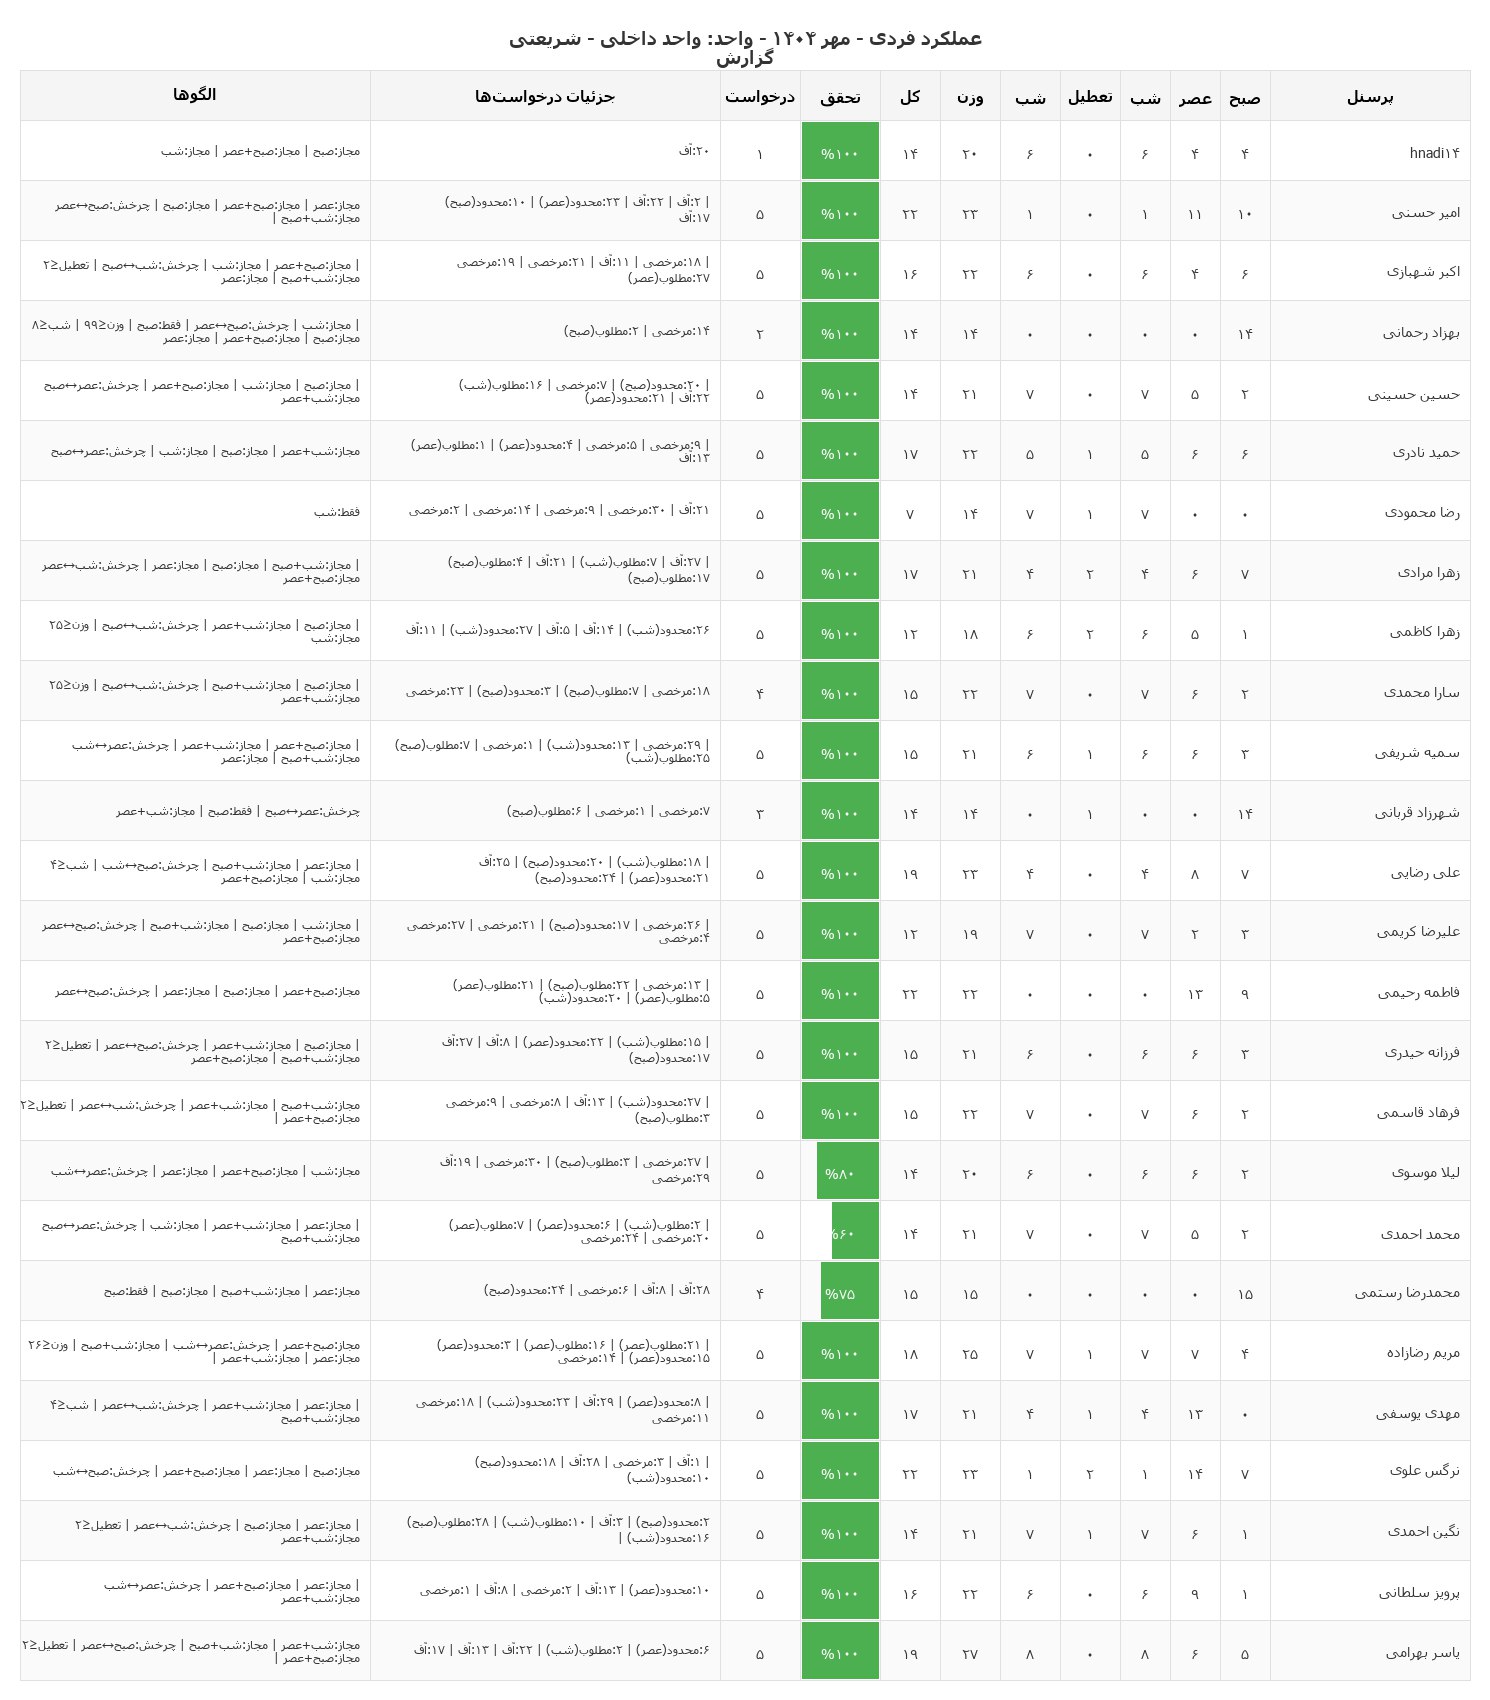 عملکرد فردی - مهر ۱۴۰۴ - واحد: واحد داخلی - شریعتی
گزارش
پرسنل صبح عصر شب تعطیل شب وزن کل تحقق درخواست جزئیات درخواست‌ها الگوها
hnadi۱۴ ۴ ۴ ۶ ۰ ۶ ۲۰ ۱۴ %۱۰۰ ۱ ۲۰:آف مجاز:صبح | مجاز:صبح+عصر | مجاز:شب
امیر حسنی ۱۰ ۱۱ ۱ ۰ ۱ ۲۳ ۲۲ %۱۰۰ ۵ | ۲:آف | ۲۲:آف | ۲۳:محدود(عصر) | ۱۰:محدود(صبح) مجاز:عصر | مجاز:صبح+عصر | مجاز:صبح | چرخش:صبح↔عصر
۱۷:آف مجاز:شب+صبح |
اکبر شهبازی ۶ ۴ ۶ ۰ ۶ ۲۲ ۱۶ %۱۰۰ ۵ | ۱۸:مرخصی | ۱۱:آف | ۲۱:مرخصی | ۱۹:مرخصی | مجاز:صبح+عصر | مجاز:شب | چرخش:شب↔صبح | تعطیل≤۲
۲۷:مطلوب(عصر) مجاز:شب+صبح | مجاز:عصر
بهزاد رحمانی ۱۴ ۰ ۰ ۰ ۰ ۱۴ ۱۴ %۱۰۰ ۲ ۱۴:مرخصی | ۲:مطلوب(صبح) | مجاز:شب | چرخش:صبح↔عصر | فقط:صبح | وزن≤۹۹ | شب≤۸
مجاز:صبح | مجاز:صبح+عصر | مجاز:عصر
حسین حسینی ۲ ۵ ۷ ۰ ۷ ۲۱ ۱۴ %۱۰۰ ۵ | ۲۰:محدود(صبح) | ۷:مرخصی | ۱۶:مطلوب(شب) | مجاز:صبح | مجاز:شب | مجاز:صبح+عصر | چرخش:عصر↔صبح
۲۲:آف | ۲۱:محدود(عصر) مجاز:شب+عصر
حمید نادری ۶ ۶ ۵ ۱ ۵ ۲۲ ۱۷ %۱۰۰ ۵ | ۹:مرخصی | ۵:مرخصی | ۴:محدود(عصر) | ۱:مطلوب(عصر) مجاز:شب+عصر | مجاز:صبح | مجاز:شب | چرخش:عصر↔صبح
۱۳:آف
رضا محمودی ۰ ۰ ۷ ۱ ۷ ۱۴ ۷ %۱۰۰ ۵ ۲۱:آف | ۳۰:مرخصی | ۹:مرخصی | ۱۴:مرخصی | ۲:مرخصی فقط:شب
زهرا مرادی ۷ ۶ ۴ ۲ ۴ ۲۱ ۱۷ %۱۰۰ ۵ | ۲۷:آف | ۷:مطلوب(شب) | ۲۱:آف | ۴:مطلوب(صبح) | مجاز:شب+صبح | مجاز:صبح | مجاز:عصر | چرخش:شب↔عصر
۱۷:مطلوب(صبح) مجاز:صبح+عصر
زهرا کاظمی ۱ ۵ ۶ ۲ ۶ ۱۸ ۱۲ %۱۰۰ ۵ ۲۶:محدود(شب) | ۱۴:آف | ۵:آف | ۲۷:محدود(شب) | ۱۱:آف | مجاز:صبح | مجاز:شب+عصر | چرخش:شب↔صبح | وزن≤۲۵
مجاز:شب
سارا محمدی ۲ ۶ ۷ ۰ ۷ ۲۲ ۱۵ %۱۰۰ ۴ ۱۸:مرخصی | ۷:مطلوب(صبح) | ۳:محدود(صبح) | ۲۳:مرخصی | مجاز:صبح | مجاز:شب+صبح | چرخش:شب↔صبح | وزن≤۲۵
مجاز:شب+عصر
سمیه شریفی ۳ ۶ ۶ ۱ ۶ ۲۱ ۱۵ %۱۰۰ ۵ | ۲۹:مرخصی | ۱۳:محدود(شب) | ۱:مرخصی | ۷:مطلوب(صبح) | مجاز:صبح+عصر | مجاز:شب+عصر | چرخش:عصر↔شب
۲۵:مطلوب(شب) مجاز:شب+صبح | مجاز:عصر
شهرزاد قربانی ۱۴ ۰ ۰ ۱ ۰ ۱۴ ۱۴ %۱۰۰ ۳ ۷:مرخصی | ۱:مرخصی | ۶:مطلوب(صبح) چرخش:عصر↔صبح | فقط:صبح | مجاز:شب+عصر
علی رضایی ۷ ۸ ۴ ۰ ۴ ۲۳ ۱۹ %۱۰۰ ۵ | ۱۸:مطلوب(شب) | ۲۰:محدود(صبح) | ۲۵:آف | مجاز:عصر | مجاز:شب+صبح | چرخش:صبح↔شب | شب≤۴
۲۱:محدود(عصر) | ۲۴:محدود(صبح) مجاز:شب | مجاز:صبح+عصر
علیرضا کریمی ۳ ۲ ۷ ۰ ۷ ۱۹ ۱۲ %۱۰۰ ۵ | ۲۶:مرخصی | ۱۷:محدود(صبح) | ۲۱:مرخصی | ۲۷:مرخصی | مجاز:شب | مجاز:صبح | مجاز:شب+صبح | چرخش:صبح↔عصر
۴:مرخصی مجاز:صبح+عصر
فاطمه رحیمی ۹ ۱۳ ۰ ۰ ۰ ۲۲ ۲۲ %۱۰۰ ۵ | ۱۳:مرخصی | ۲۲:مطلوب(صبح) | ۲۱:مطلوب(عصر) مجاز:صبح+عصر | مجاز:صبح | مجاز:عصر | چرخش:صبح↔عصر
۵:مطلوب(عصر) | ۲۰:محدود(شب)
فرزانه حیدری ۳ ۶ ۶ ۰ ۶ ۲۱ ۱۵ %۱۰۰ ۵ | ۱۵:مطلوب(شب) | ۲۲:محدود(عصر) | ۸:آف | ۲۷:آف | مجاز:صبح | مجاز:شب+عصر | چرخش:صبح↔عصر | تعطیل≤۲
۱۷:محدود(صبح) مجاز:شب+صبح | مجاز:صبح+عصر
فرهاد قاسمی ۲ ۶ ۷ ۰ ۷ ۲۲ ۱۵ %۱۰۰ ۵ | ۲۷:محدود(شب) | ۱۳:آف | ۸:مرخصی | ۹:مرخصی مجاز:شب+صبح | مجاز:شب+عصر | چرخش:شب↔عصر | تعطیل≤۲
۳:مطلوب(صبح) مجاز:صبح+عصر |
لیلا موسوی ۲ ۶ ۶ ۰ ۶ ۲۰ ۱۴ %۸۰ ۵ | ۲۷:مرخصی | ۳:مطلوب(صبح) | ۳۰:مرخصی | ۱۹:آف مجاز:شب | مجاز:صبح+عصر | مجاز:عصر | چرخش:عصر↔شب
۲۹:مرخصی
محمد احمدی ۲ ۵ ۷ ۰ ۷ ۲۱ ۱۴ %۶۰ ۵ | ۲:مطلوب(شب) | ۶:محدود(عصر) | ۷:مطلوب(عصر) | مجاز:عصر | مجاز:شب+عصر | مجاز:شب | چرخش:عصر↔صبح
۲۰:مرخصی | ۲۴:مرخصی مجاز:شب+صبح
محمدرضا رستمی ۱۵ ۰ ۰ ۰ ۰ ۱۵ ۱۵ %۷۵ ۴ ۲۸:آف | ۸:آف | ۶:مرخصی | ۲۴:محدود(صبح) مجاز:عصر | مجاز:شب+صبح | مجاز:صبح | فقط:صبح
مریم رضازاده ۴ ۷ ۷ ۱ ۷ ۲۵ ۱۸ %۱۰۰ ۵ | ۲۱:مطلوب(عصر) | ۱۶:مطلوب(عصر) | ۳:محدود(عصر) مجاز:صبح+عصر | چرخش:عصر↔شب | مجاز:شب+صبح | وزن≤۲۶
۱۵:محدود(عصر) | ۱۴:مرخصی مجاز:عصر | مجاز:شب+عصر |
مهدی یوسفی ۰ ۱۳ ۴ ۱ ۴ ۲۱ ۱۷ %۱۰۰ ۵ | ۸:محدود(عصر) | ۲۹:آف | ۲۳:محدود(شب) | ۱۸:مرخصی | مجاز:عصر | مجاز:شب+عصر | چرخش:شب↔عصر | شب≤۴
۱۱:مرخصی مجاز:شب+صبح
نرگس علوی ۷ ۱۴ ۱ ۲ ۱ ۲۳ ۲۲ %۱۰۰ ۵ | ۱:آف | ۳:مرخصی | ۲۸:آف | ۱۸:محدود(صبح) مجاز:صبح | مجاز:عصر | مجاز:صبح+عصر | چرخش:صبح↔شب
۱۰:محدود(شب)
نگین احمدی ۱ ۶ ۷ ۱ ۷ ۲۱ ۱۴ %۱۰۰ ۵ ۲:محدود(صبح) | ۳:آف | ۱۰:مطلوب(شب) | ۲۸:مطلوب(صبح) | مجاز:عصر | مجاز:صبح | چرخش:شب↔عصر | تعطیل≤۲
۱۶:محدود(شب) | مجاز:شب+عصر
پرویز سلطانی ۱ ۹ ۶ ۰ ۶ ۲۲ ۱۶ %۱۰۰ ۵ ۱۰:محدود(عصر) | ۱۳:آف | ۲:مرخصی | ۸:آف | ۱:مرخصی | مجاز:عصر | مجاز:صبح+عصر | چرخش:عصر↔شب
مجاز:شب+عصر
یاسر بهرامی ۵ ۶ ۸ ۰ ۸ ۲۷ ۱۹ %۱۰۰ ۵ ۶:محدود(عصر) | ۲:مطلوب(شب) | ۲۲:آف | ۱۳:آف | ۱۷:آف مجاز:شب+عصر | مجاز:شب+صبح | چرخش:صبح↔عصر | تعطیل≤۲
مجاز:صبح+عصر |